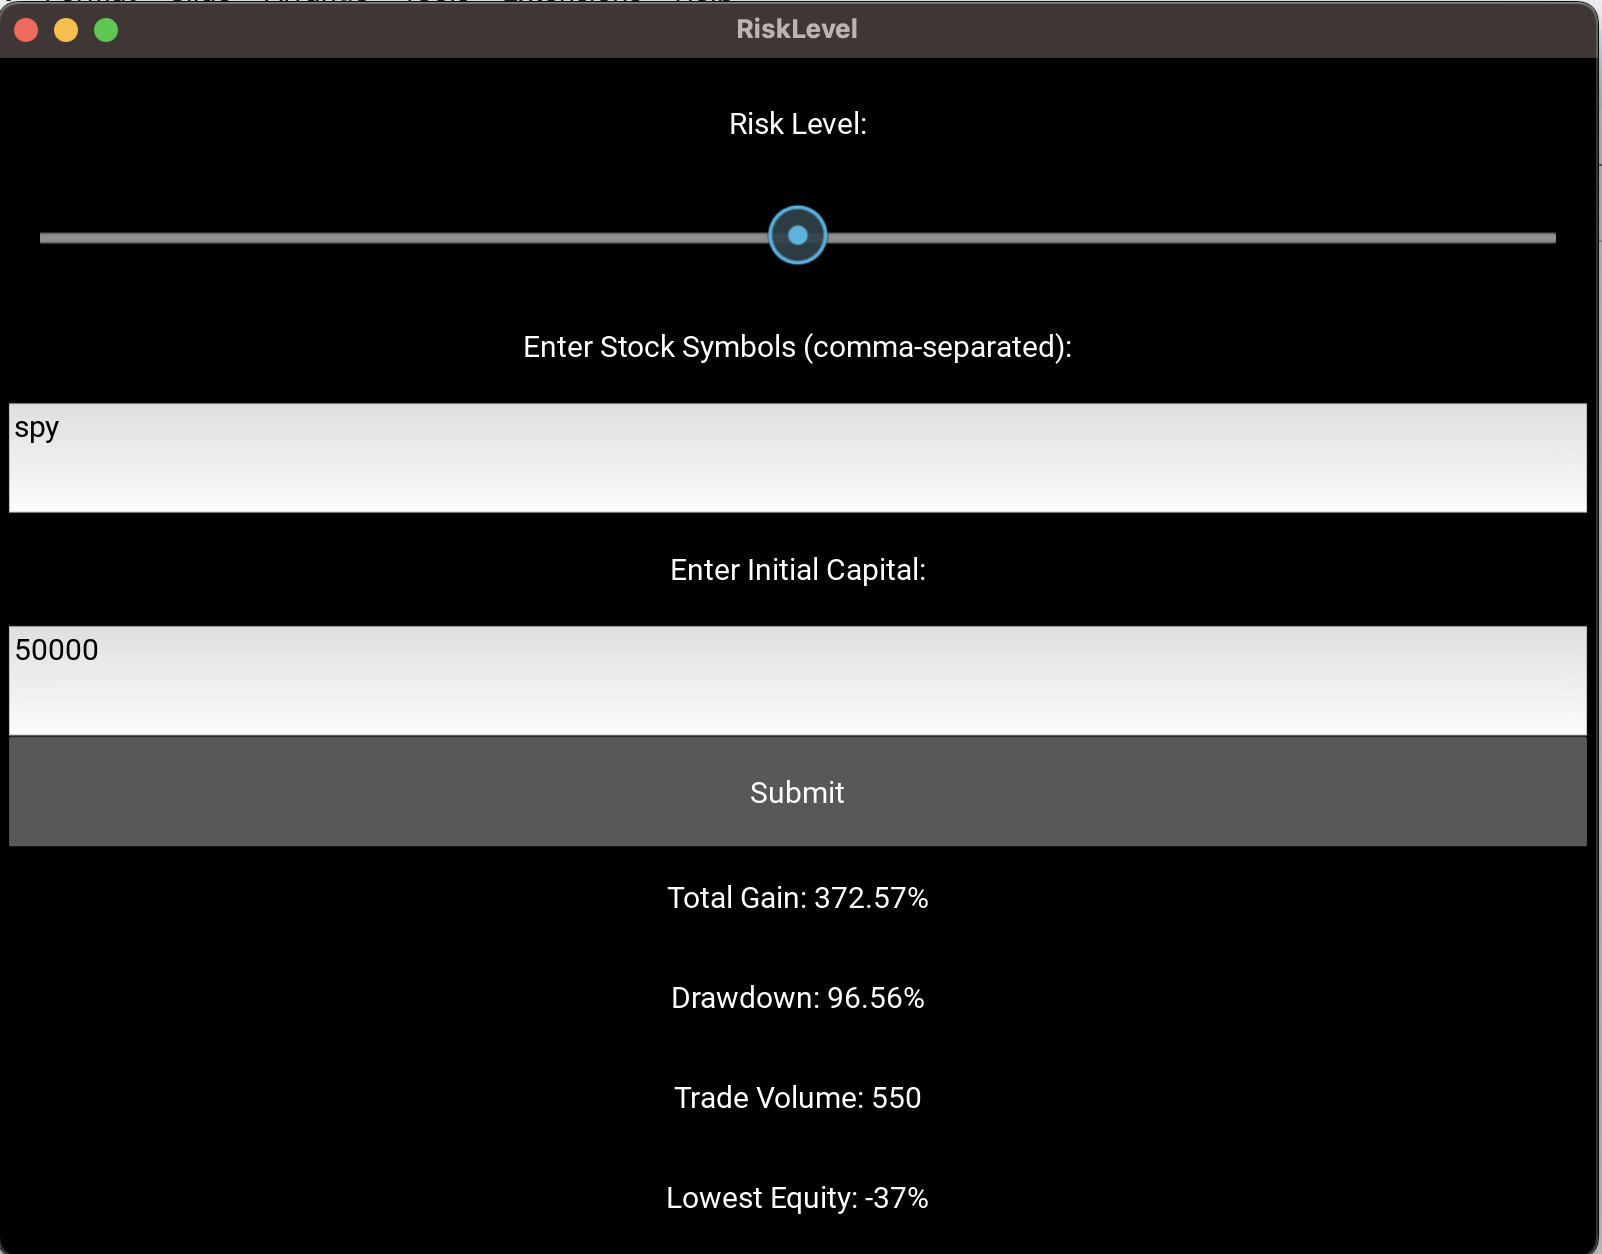 RiskLevel
Risk Level:
Enter Stock Symbols (comma-separated):
spy
Enter Initial Capital:
50000
Submit
Total Gain: 372.57%
Drawdown: 96.56%
Trade Volume: 550
Lowest Equity: -37%